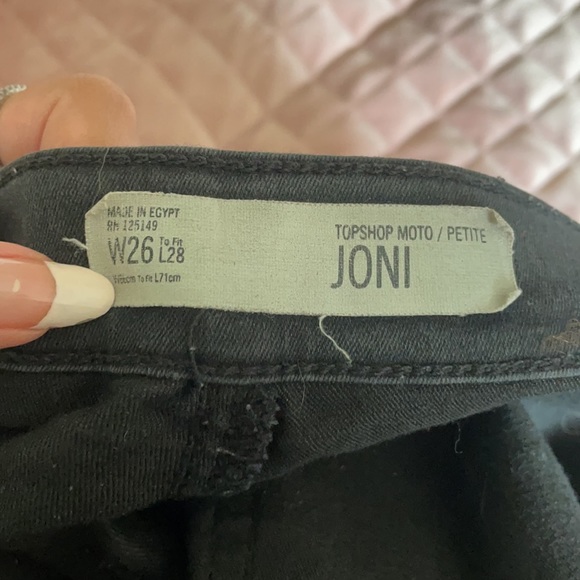 MADE IN EGYPT
RN 125149
W26 To Fit L28
To Fit L71cm
TOPSHOP MOTO / PETITE
JONI